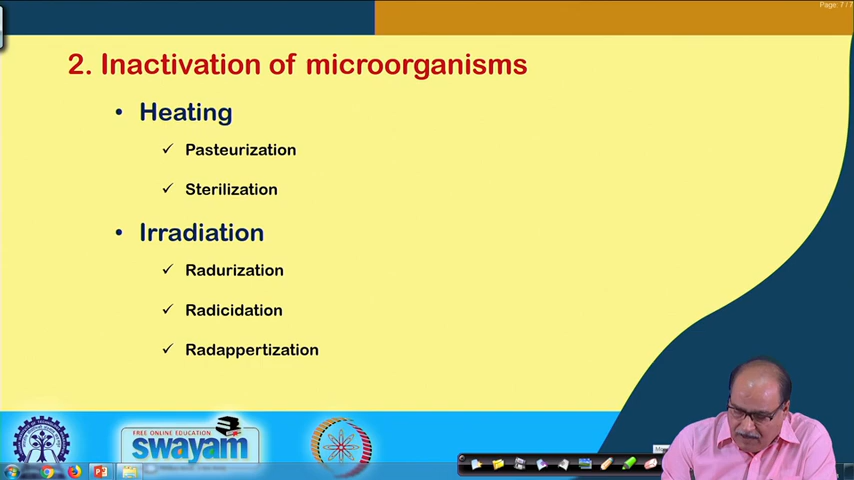 Page: 7 / 7
2. Inactivation of microorganisms
• Heating
✓ Pasteurization
✓ Sterilization
• Irradiation
✓ Radurization
✓ Radicidation
✓ Radappertization
FREE ONLINE EDUCATION
swayam